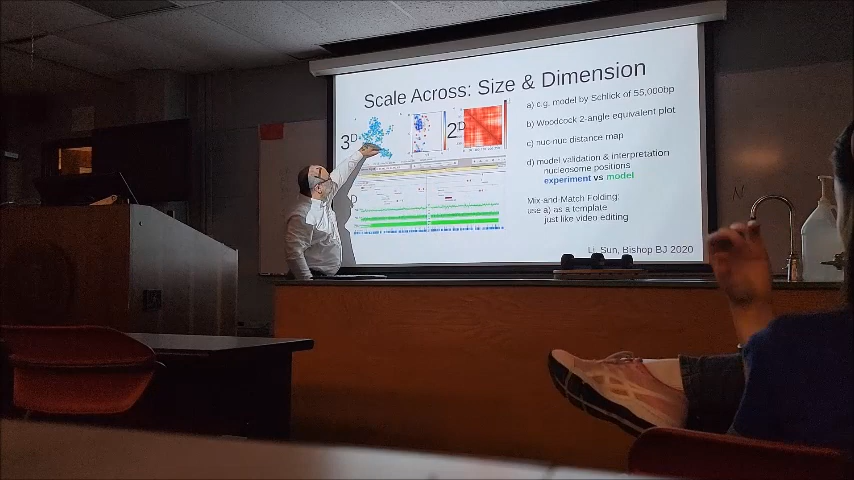 Scale Across: Size & Dimension
a) c.g. model by Schlick of 55,000bp
b) Woodcock 2-angle equivalent plot
3D
2D
c) nuc-nuc distance map
d) model validation & interpretation
nucleosome positions
experiment vs model
D
Mix-and-Match Folding:
use a) as a template
just like video editing
Li, Sun, Bishop BJ 2020